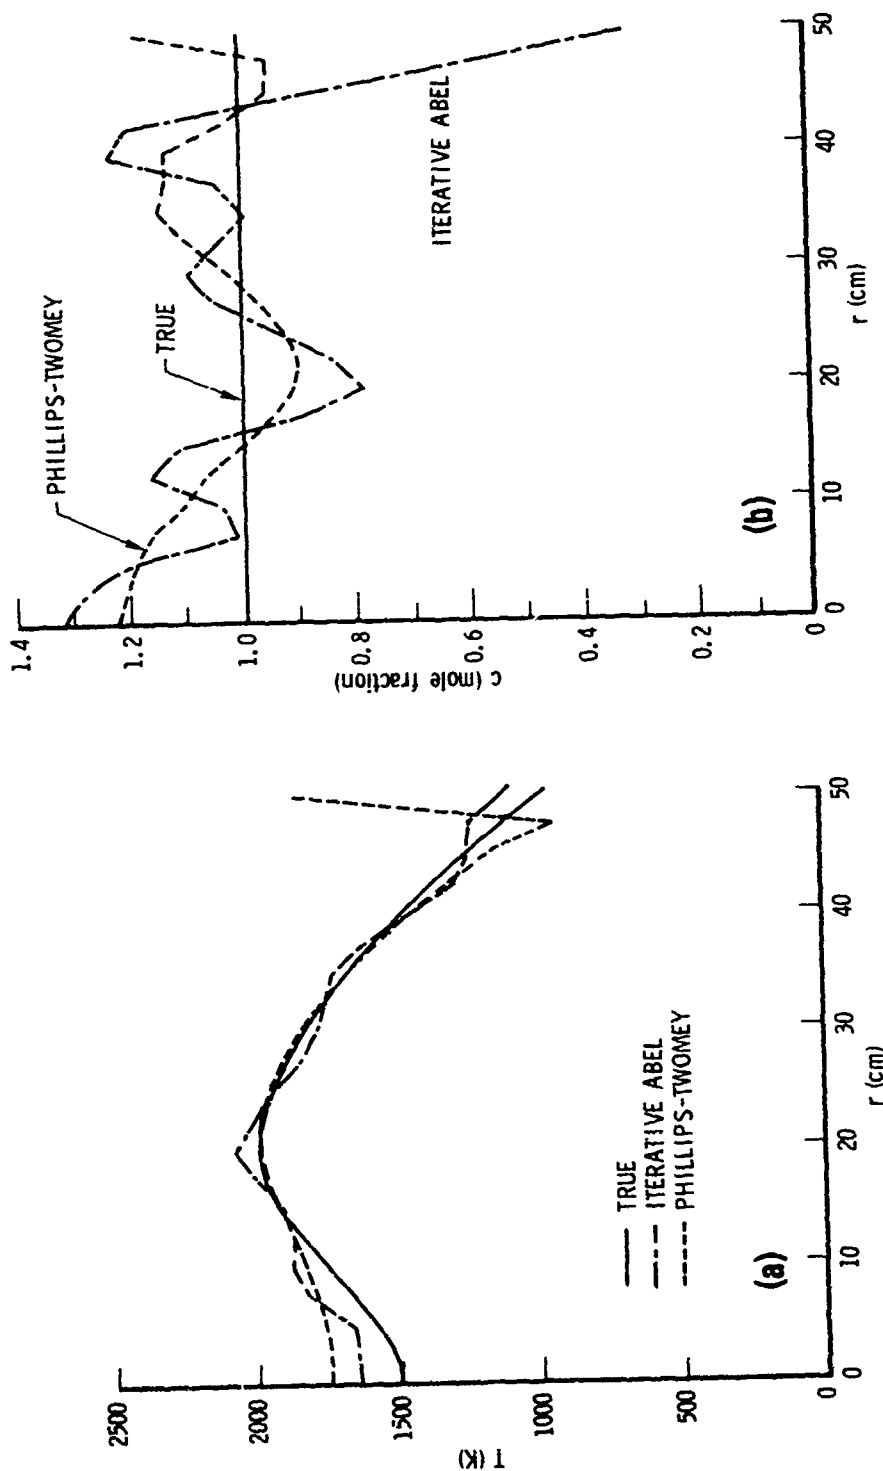 2500
2000
1500
1000
500
0
T (K)
0
10
20
30
40
50
r (cm)
TRUE
ITERATIVE ABEL
PHILLIPS-TWOMEY
(a)
1.4
1.2
1.0
0.8
0.6
0.4
0.2
0
c (mole fraction)
0
10
20
30
40
50
r (cm)
PHILLIPS-TWOMEY
TRUE
ITERATIVE ABEL
(b)